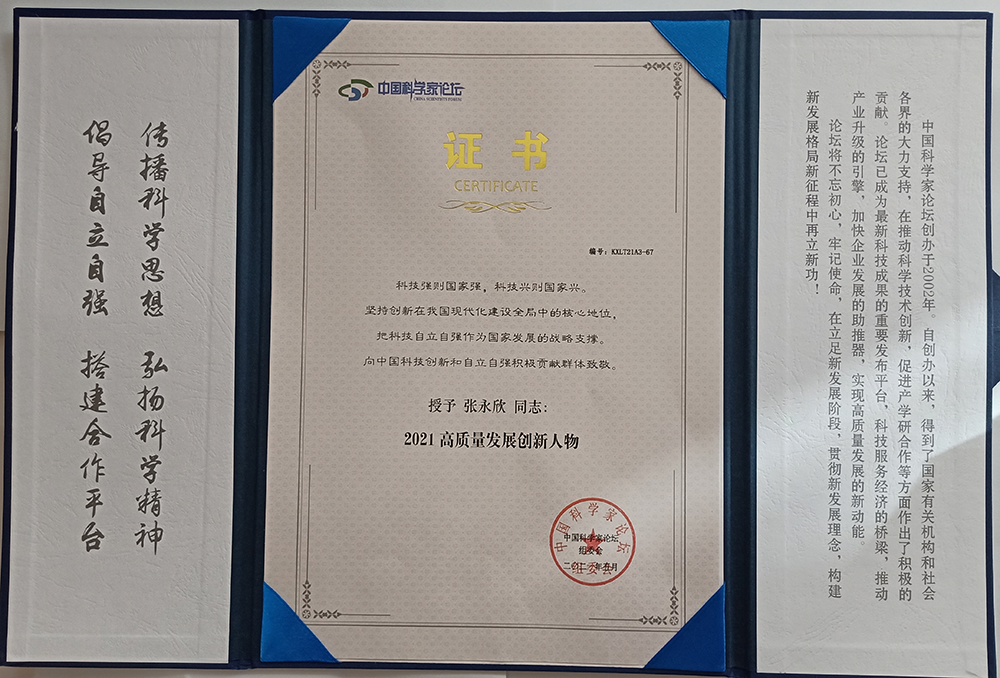 传播科学思想 弘扬科学精神
倡导自立自强 搭建合作平台
中国科学家论坛
CHINA SCIENTISTS FORUM
证书
CERTIFICATE
编号：KXLT21A3-67
科技强则国家强，科技兴则国家兴。
坚持创新在我国现代化建设全局中的核心地位，
把科技自立自强作为国家发展的战略支撑。
向中国科技创新和自立自强积极贡献群体致敬。
授予 张永欣 同志：
2021高质量发展创新人物
中国科学家论坛
组委会
中国科学家论坛
组委会
中国科学家论坛创办于2002年。自创办以来，得到了国家有关机构和社会
各界的大力支持，在推动科学技术创新，促进产学研合作等方面作出了积极的
贡献。论坛已成为最新科技成果的重要发布平台，科技服务经济的桥梁，推动
产业升级的引擎，加快企业发展的助推器，实现高质量发展的新动能。
论坛将不忘初心，牢记使命，在立足新发展阶段，贯彻新发展理念，构建
新发展格局新征程中再立新功！